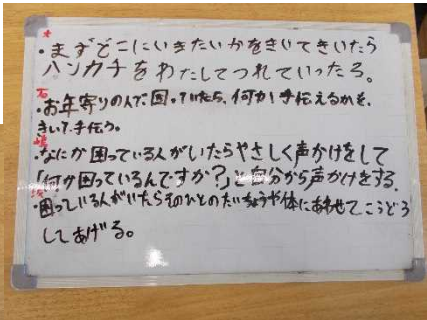 ・まずどこにいきたいかをきいてきいたら
ハンカチをわたしてつれていったろ。
石
・お年寄りの人で困っていたら、何か手伝えるかを、
きいて手伝う。
・なにか困っている人がいたらやさしく声かけをして
「何か困っているんですか?」と自分から声かけをする、
・困っている人がいたらそのひとのたいちょうや体にあわせてこうどう
してあげる。